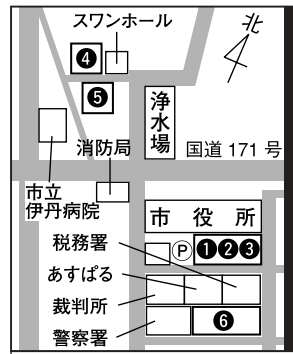 スワンホール
北
❹
❺
浄水場
消防局
国道 171 号
市立
伊丹病院
市役所
税務署
Ⓟ
❶❷❸
あすぱる
裁判所
❻
警察署